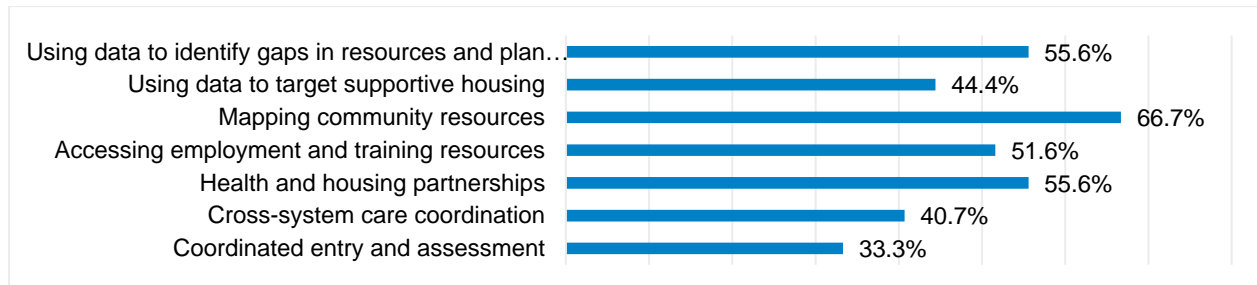 Using data to identify gaps in resources and plan… 55.6%
Using data to target supportive housing 44.4%
Mapping community resources 66.7%
Accessing employment and training resources 51.6%
Health and housing partnerships 55.6%
Cross-system care coordination 40.7%
Coordinated entry and assessment 33.3%